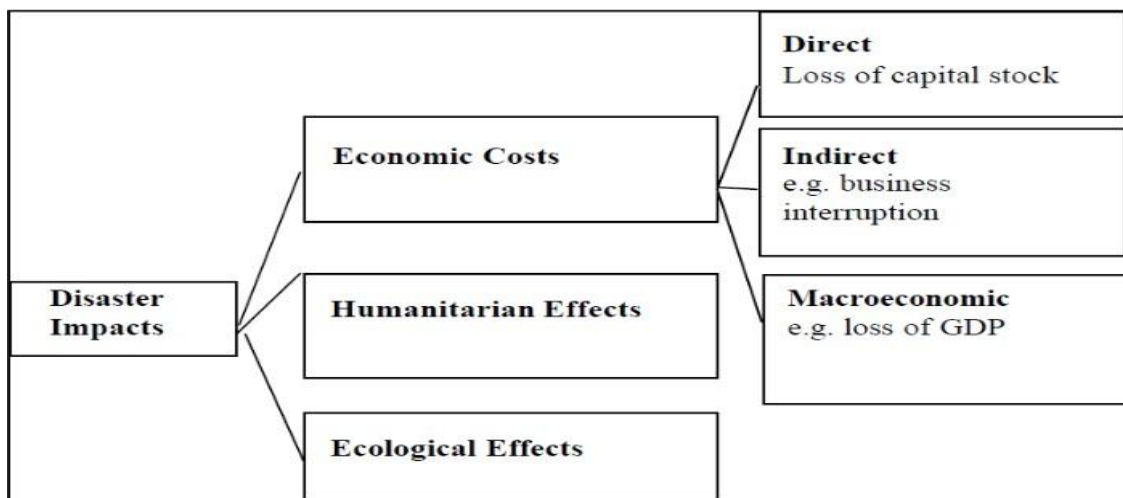 Disaster
Impacts
Economic Costs
Humanitarian Effects
Ecological Effects
Direct
Loss of capital stock
Indirect
e.g. business
interruption
Macroeconomic
e.g. loss of GDP